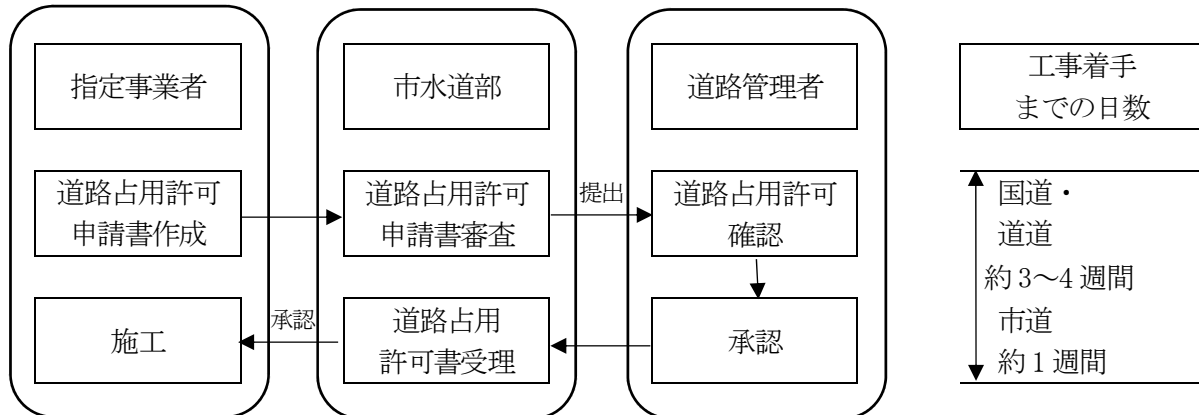 指定事業者
市水道部
道路管理者
工事着手
までの日数
道路占用許可
申請書作成
道路占用許可
申請書審査
提出
道路占用許可
確認
国道・
道道
約3～4週間
市道
約1週間
施工
承認
道路占用
許可書受理
承認